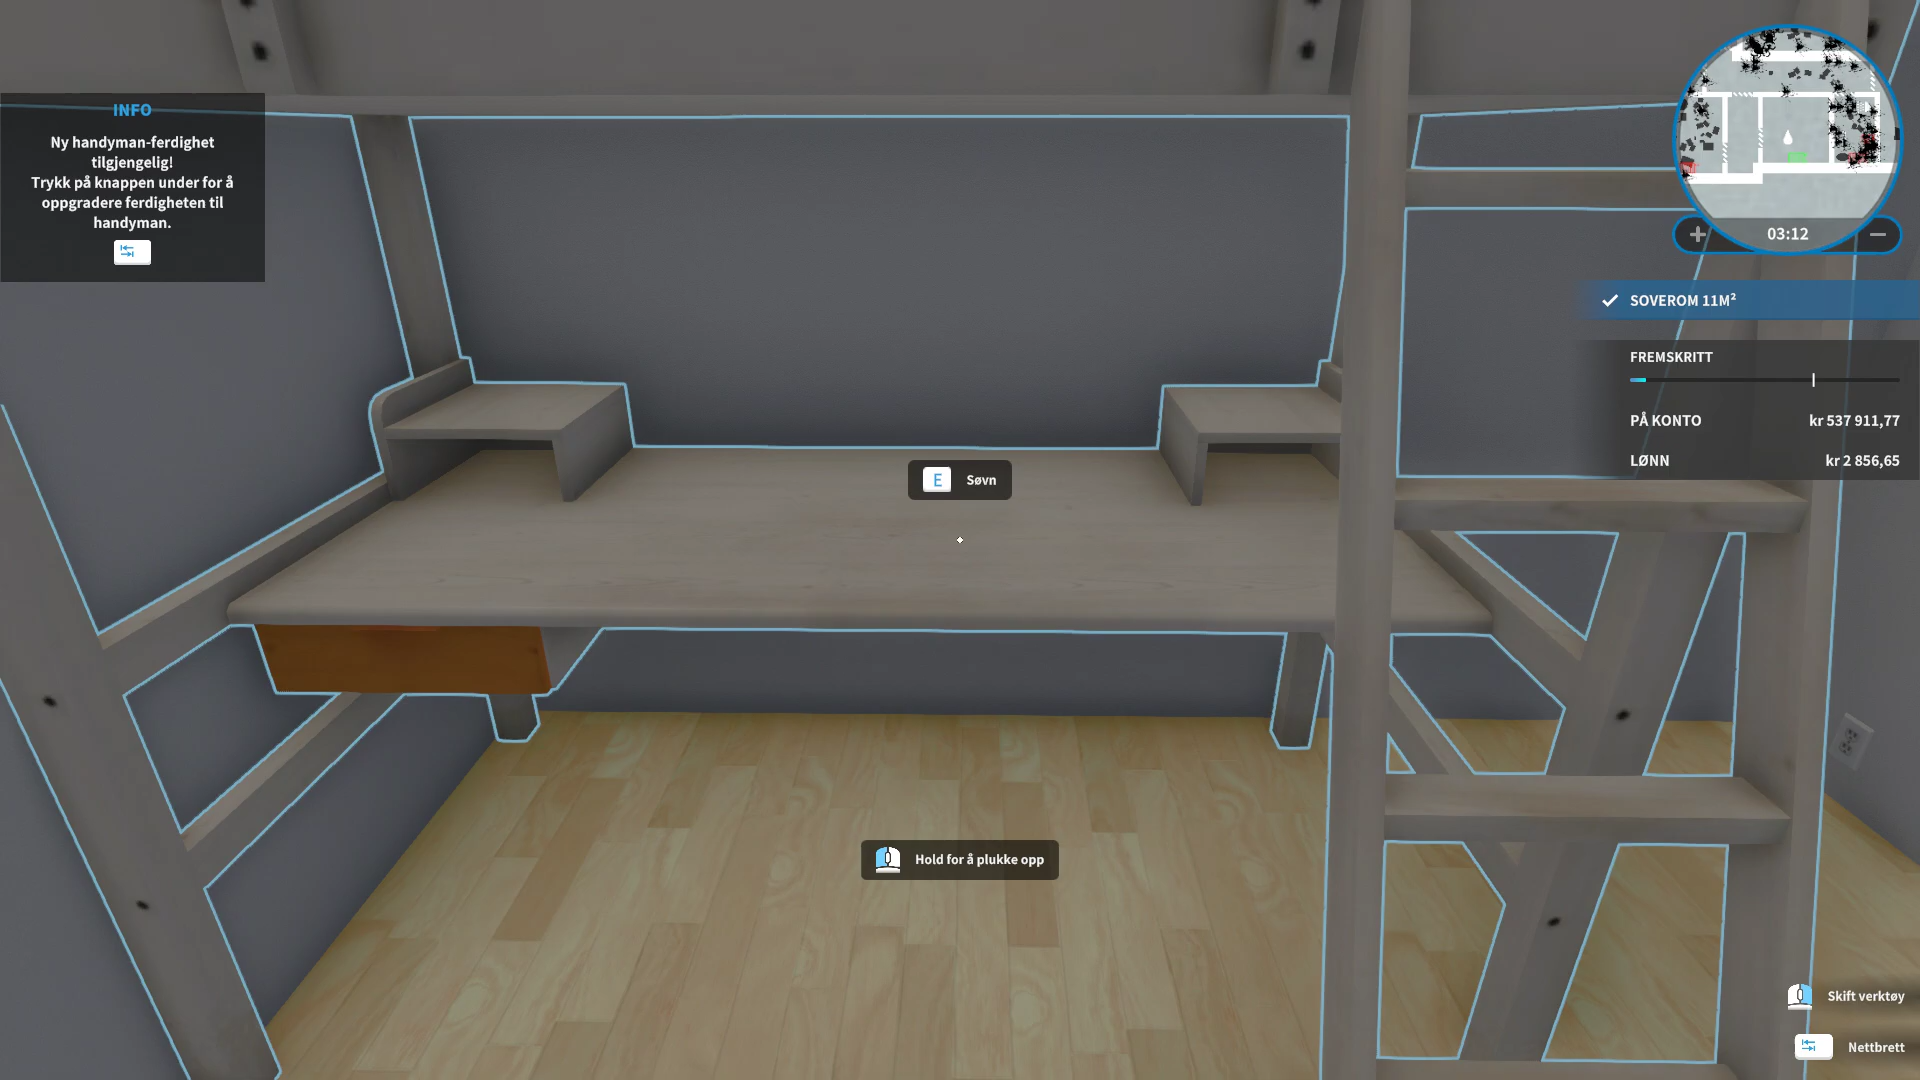 INFO
Ny handyman-ferdighet
tilgjengelig!
Trykk på knappen under for å
oppgradere ferdigheten til
handyman.
03:12
SOVEROM 11M²
FREMSKRITT
PÅ KONTO kr 537 911,77
LØNN kr 2 856,65
E Søvn
Hold for å plukke opp
Skift verktøy
Nettbrett